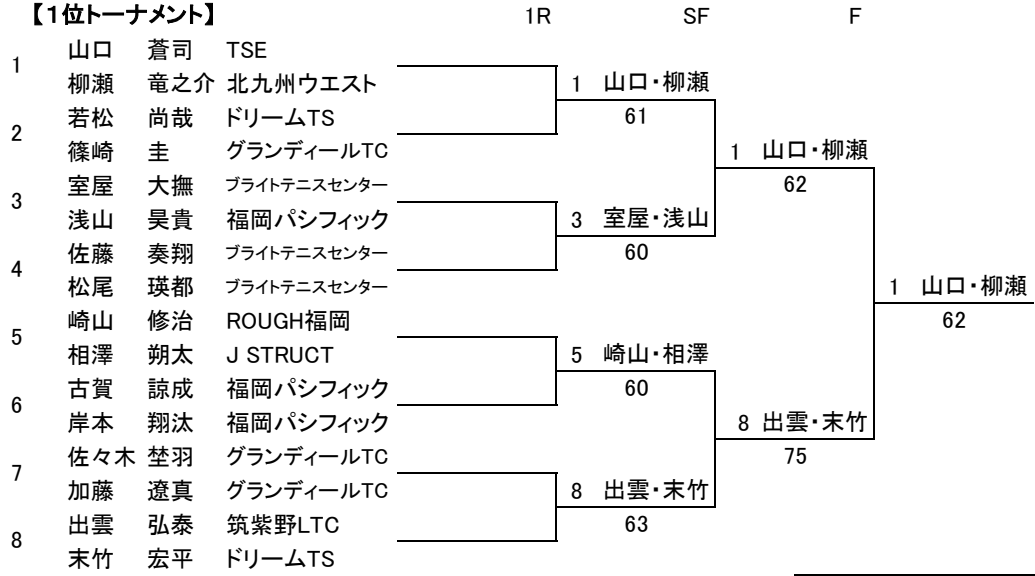 【１位トーナメント】 1R SF F
山口 蒼司 TSE
1
柳瀬 竜之介 北九州ウエスト 1 山口・柳瀬
若松 尚哉 ドリームTS 61
2
篠崎 圭 グランディールTC 1 山口・柳瀬
室屋 大撫 ブライトテニスセンター 62
3
浅山 昊貴 福岡パシフィック 3 室屋・浅山
佐藤 奏翔 ブライトテニスセンター 60
4
松尾 瑛都 ブライトテニスセンター 1 山口・柳瀬
崎山 修治 ROUGH福岡 62
5
相澤 朔太 J STRUCT 5 崎山・相澤
古賀 諒成 福岡パシフィック 60
6
岸本 翔汰 福岡パシフィック 8 出雲・末竹
佐々木 埜羽 グランディールTC 75
7
加藤 遼真 グランディールTC 8 出雲・末竹
出雲 弘泰 筑紫野LTC 63
8
末竹 宏平 ドリームTS